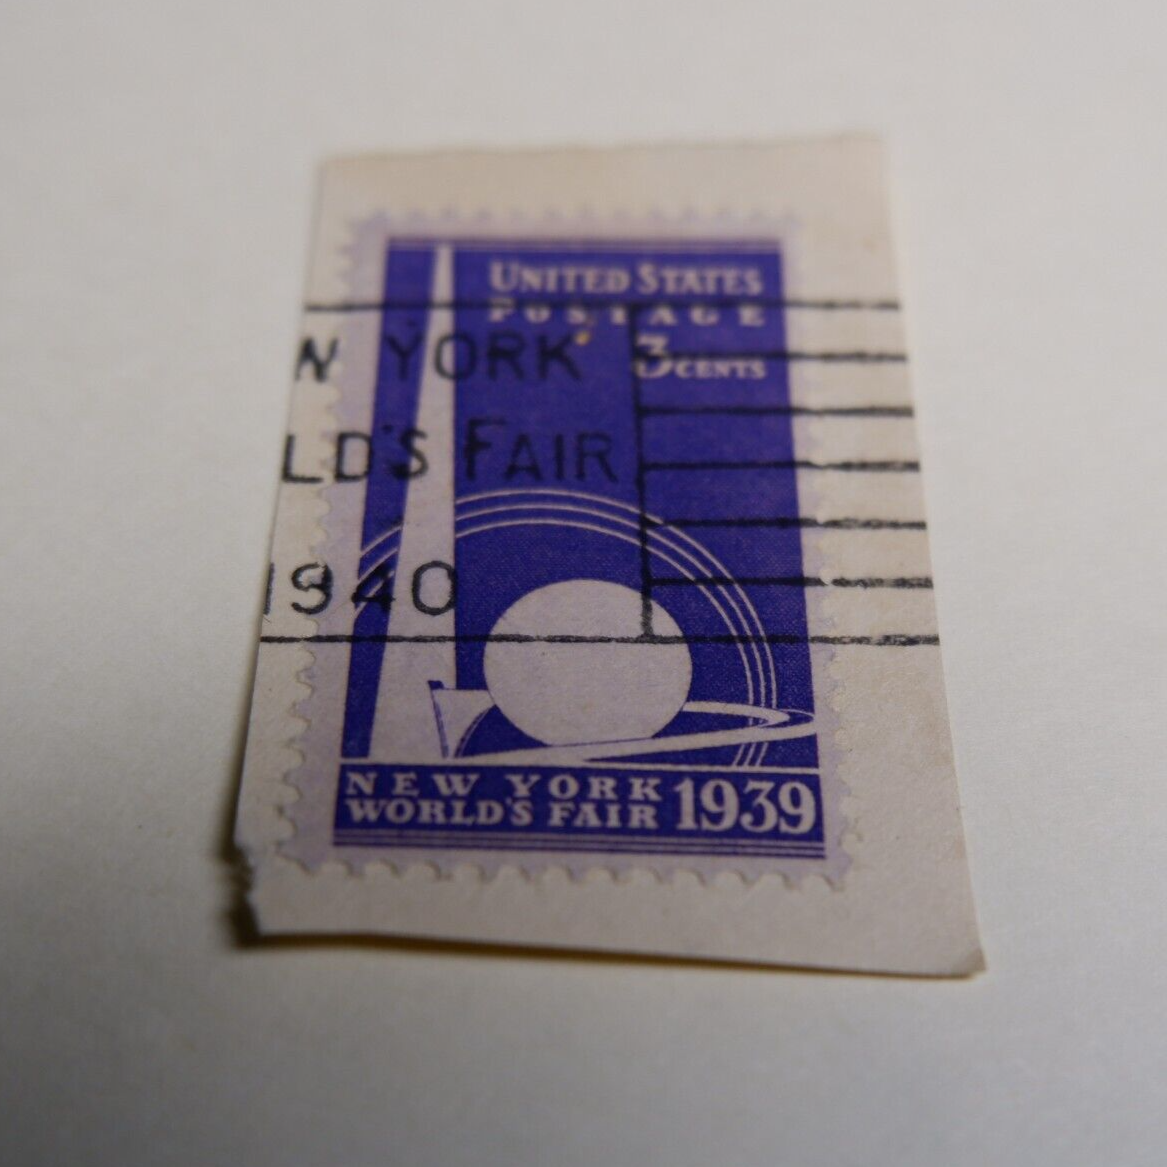 UNITED STATES
POSTAGE
3 CENTS
W YORK
LD'S FAIR
1940
NEW YORK
WORLD'S FAIR 1939